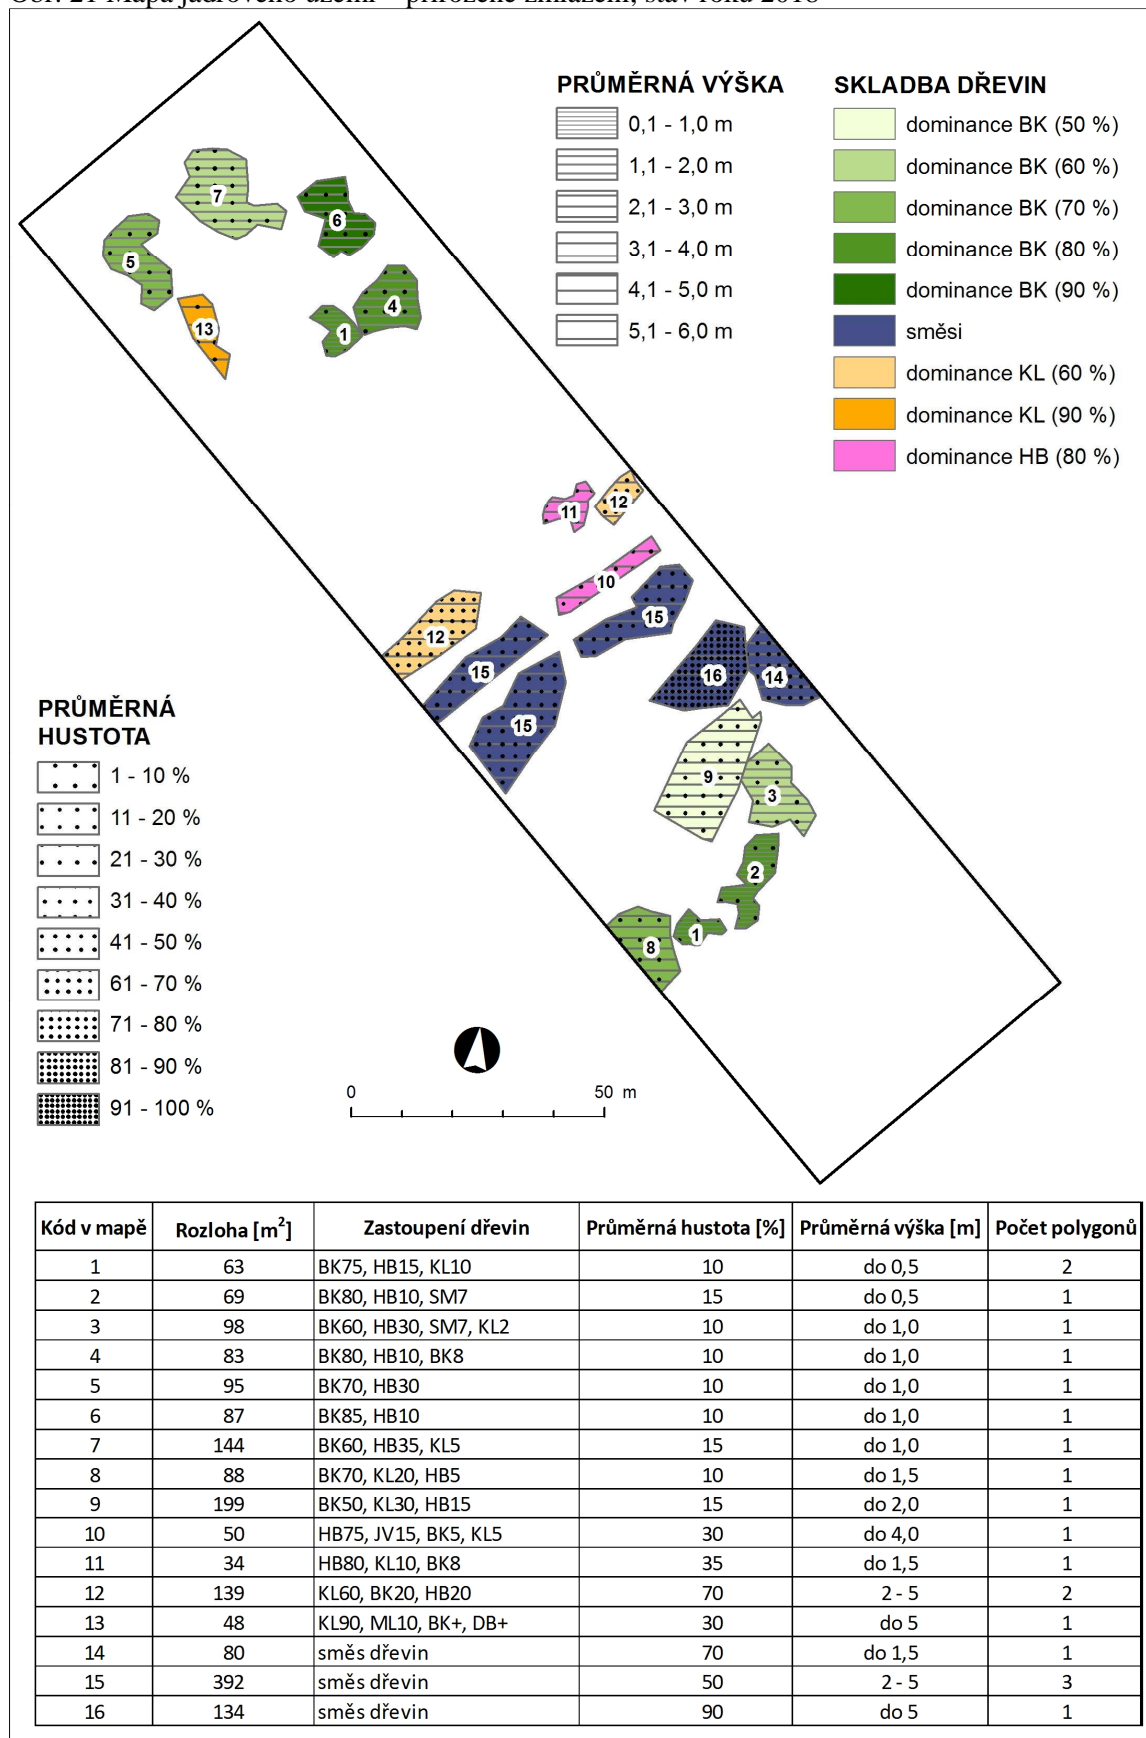 Obr. 21 Mapa jádrového území – přirozené zmlazení, stav roku 2018
PRŮMĚRNÁ VÝŠKA
0,1 - 1,0 m
1,1 - 2,0 m
2,1 - 3,0 m
3,1 - 4,0 m
4,1 - 5,0 m
5,1 - 6,0 m
SKLADBA DŘEVIN
dominance BK (50 %)
dominance BK (60 %)
dominance BK (70 %)
dominance BK (80 %)
dominance BK (90 %)
směsi
dominance KL (60 %)
dominance KL (90 %)
dominance HB (80 %)
7
6
5
4
13
1
12
11
10
15
12
15
16
14
15
9
3
2
8
1
PRŮMĚRNÁ
HUSTOTA
1 - 10 %
11 - 20 %
21 - 30 %
31 - 40 %
41 - 50 %
61 - 70 %
71 - 80 %
81 - 90 %
91 - 100 %
0 50 m
Kód v mapě Rozloha [m²] Zastoupení dřevin Průměrná hustota [%] Průměrná výška [m] Počet polygonů
1 63 BK75, HB15, KL10 10 do 0,5 2
2 69 BK80, HB10, SM7 15 do 0,5 1
3 98 BK60, HB30, SM7, KL2 10 do 1,0 1
4 83 BK80, HB10, BK8 10 do 1,0 1
5 95 BK70, HB30 10 do 1,0 1
6 87 BK85, HB10 10 do 1,0 1
7 144 BK60, HB35, KL5 15 do 1,0 1
8 88 BK70, KL20, HB5 10 do 1,5 1
9 199 BK50, KL30, HB15 15 do 2,0 1
10 50 HB75, JV15, BK5, KL5 30 do 4,0 1
11 34 HB80, KL10, BK8 35 do 1,5 1
12 139 KL60, BK20, HB20 70 2 - 5 2
13 48 KL90, ML10, BK+, DB+ 30 do 5 1
14 80 směs dřevin 70 do 1,5 1
15 392 směs dřevin 50 2 - 5 3
16 134 směs dřevin 90 do 5 1